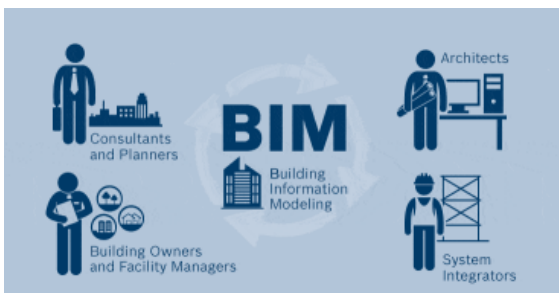 Consultants
and Planners
Architects
BIM
Building
Information
Modeling
Building Owners
and Facility Managers
System
Integrators